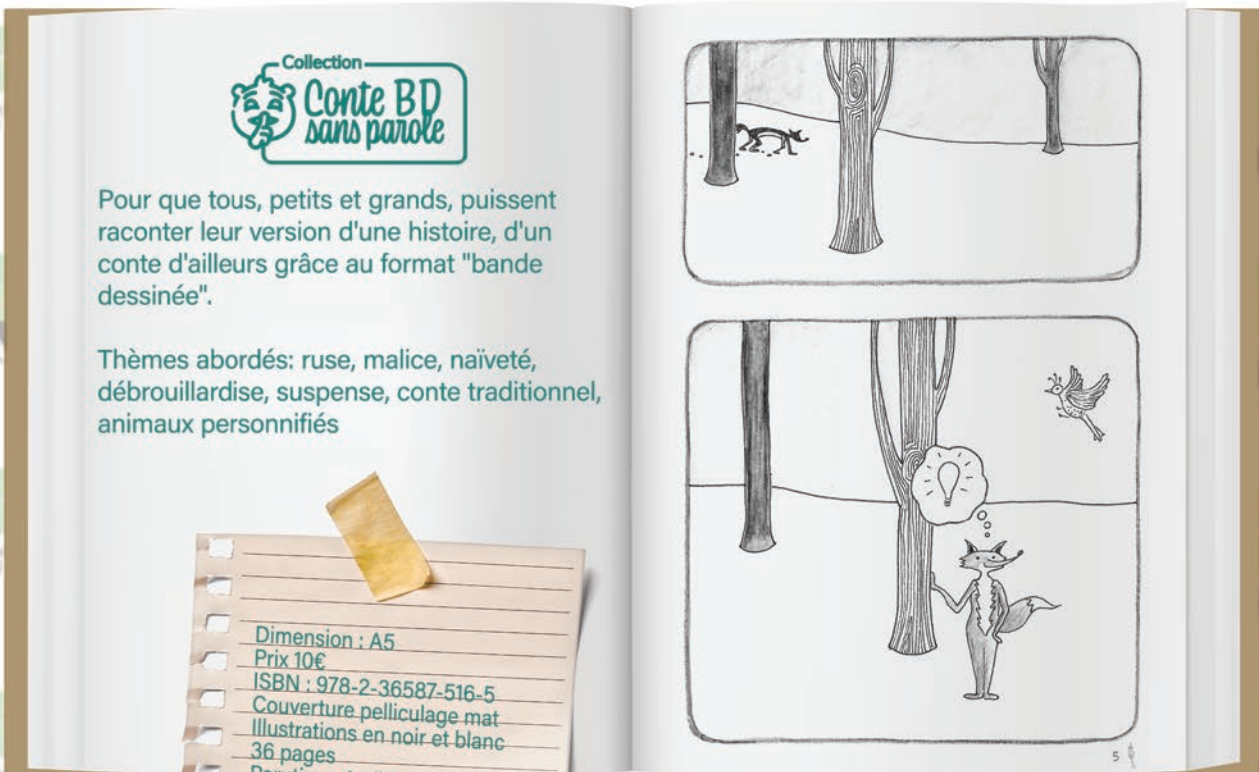 Collection
Conte BD
sans parole
Pour que tous, petits et grands, puissent
raconter leur version d'une histoire, d'un
conte d'ailleurs grâce au format "bande
dessinée".
Thèmes abordés: ruse, malice, naïveté,
débrouillardise, suspense, conte traditionnel,
animaux personnifiés
Dimension : A5
Prix 10€
ISBN : 978-2-36587-516-5
Couverture pelliculage mat
Illustrations en noir et blanc
36 pages
5